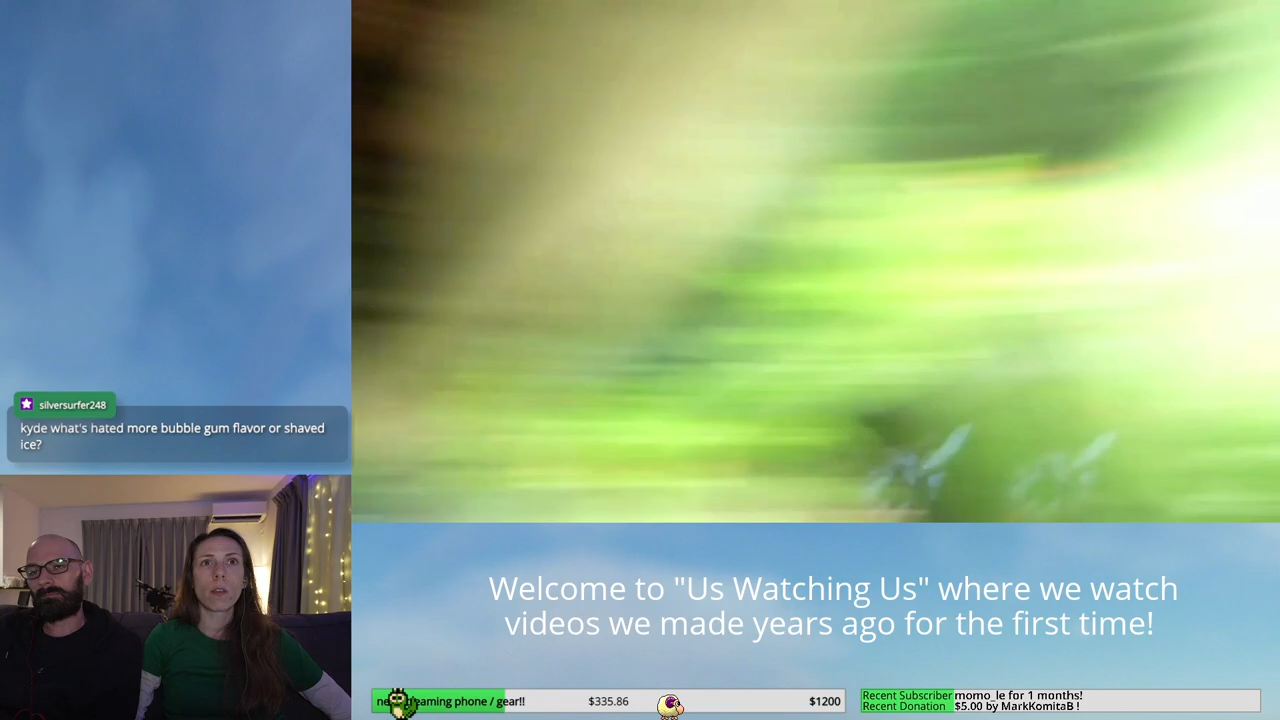 silversurfer248
kyde what's hated more bubble gum flavor or shaved
ice?
Welcome to "Us Watching Us" where we watch
videos we made years ago for the first time!
eaming phone / gear!! $335.86 $1200
Recent Subscriber momo_le for 1 months!
Recent Donation $5.00 by MarkKomitaB !